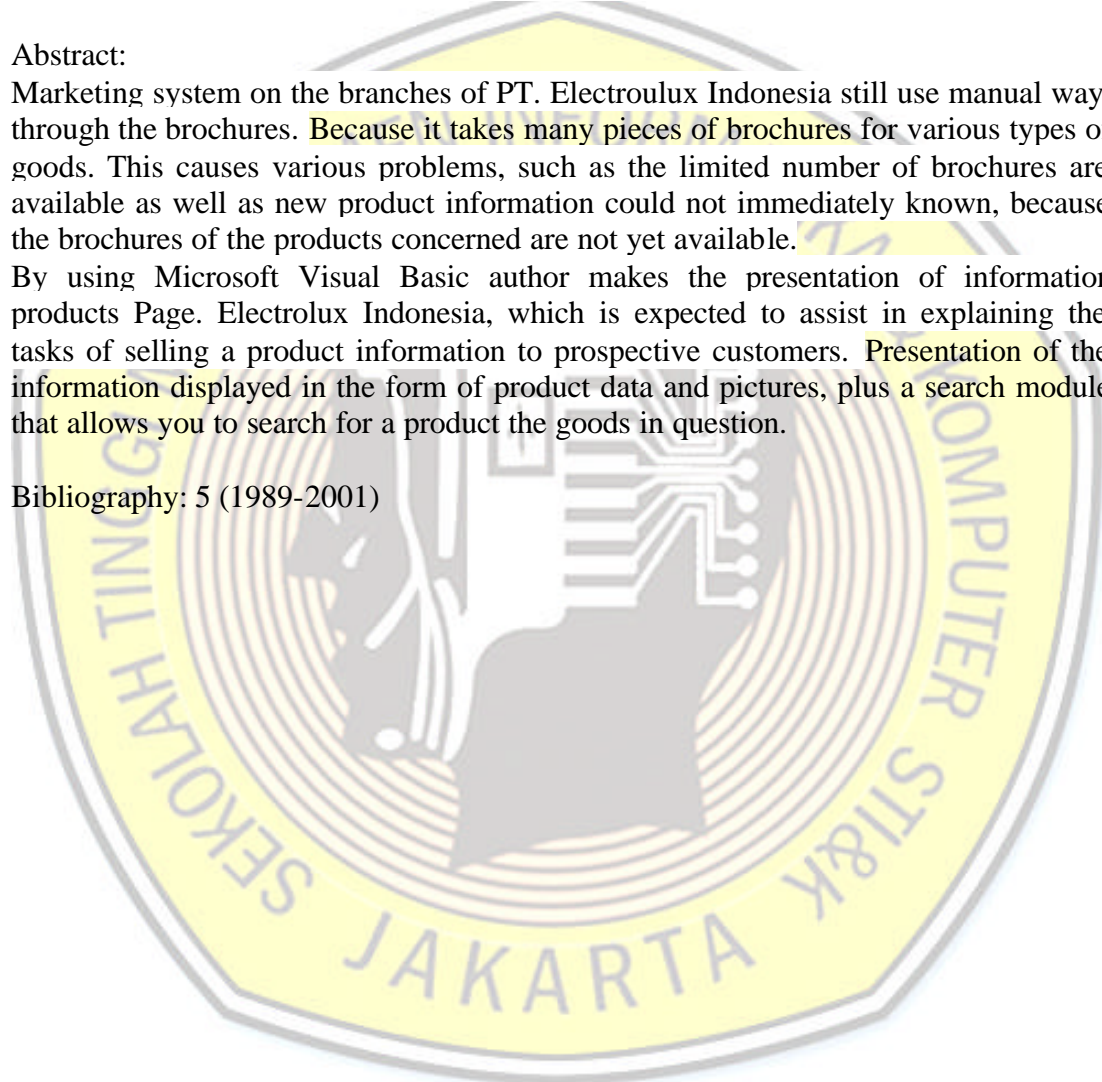 Abstract:
Marketing system on the branches of PT. Electroulux Indonesia still use manual way
through the brochures. Because it takes many pieces of brochures for various types o
goods. This causes various problems, such as the limited number of brochures are
available as well as new product information could not immediately known, because
the brochures of the products concerned are not yet available.
By using Microsoft Visual Basic author makes the presentation of information
products Page. Electrolux Indonesia, which is expected to assist in explaining the
tasks of selling a product information to prospective customers. Presentation of the
information displayed in the form of product data and pictures, plus a search module
that allows you to search for a product the goods in question.
Bibliography: 5 (1989-2001)
SEKOLAH TINGGI
KOMPUTER STI&K
JAKARTA